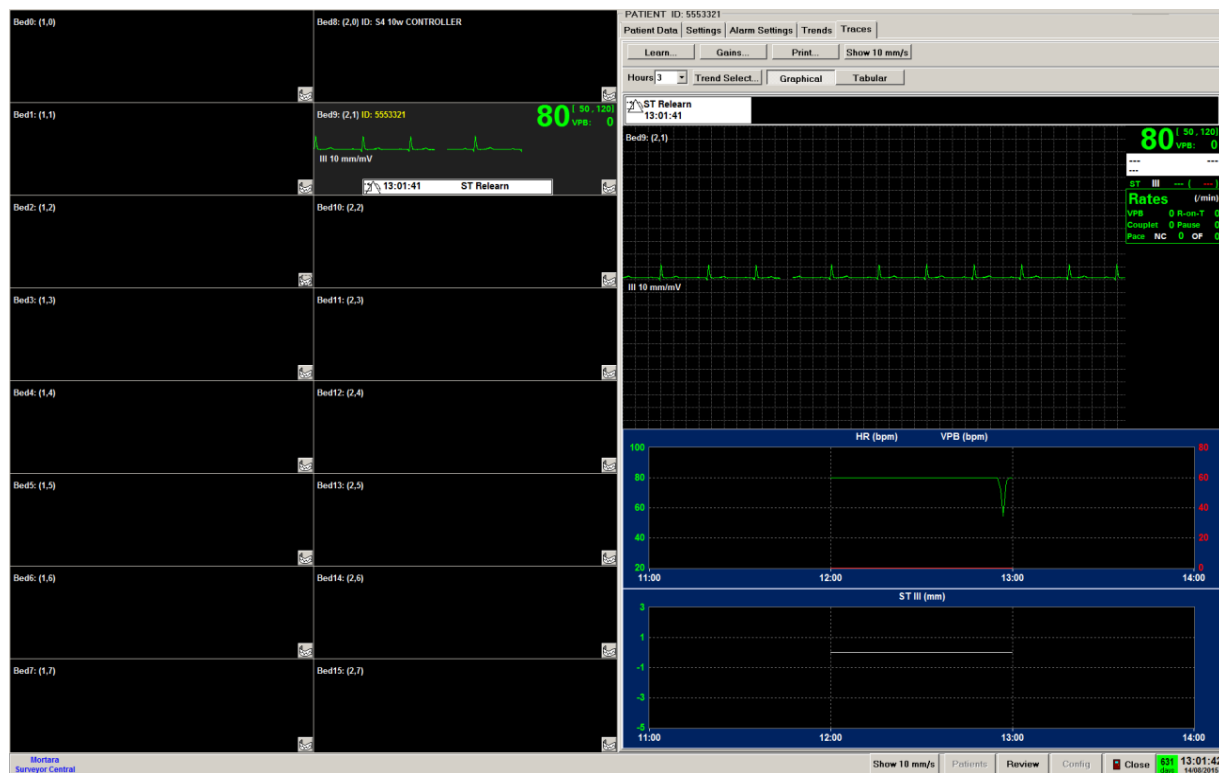 Bed0: (1,0)
Bed1: (1,1)
Bed2: (1,2)
Bed3: (1,3)
Bed4: (1,4)
Bed5: (1,5)
Bed6: (1,6)
Bed7: (1,7)
Bed8: (2,0) ID: S4 10w CONTROLLER
Bed9: (2,1) ID: 5553321
80 [ 50 , 120]
VPB: 0
III 10 mm/mV
13:01:41 ST Relearn
Bed10: (2,2)
Bed11: (2,3)
Bed12: (2,4)
Bed13: (2,5)
Bed14: (2,6)
Bed15: (2,7)
PATIENT ID: 5553321
Patient Data Settings Alarm Settings Trends Traces
Learn... Gains... Print... Show 10 mm/s
Hours 3 Trend Select... Graphical Tabular
ST Relearn
13:01:41
Bed9: (2,1)
80 [ 50 , 120]
VPB: 0
--- ---
---
ST III --- ( ---)
Rates (/min)
VPB 0 R-on-T 0
Couplet 0 Pause 0
Pace NC 0 OF 0
III 10 mm/mV
HR (bpm) VPB (bpm)
100 80
80 60
60 40
40 20
20 0
11:00 12:00 13:00 14:00
ST III (mm)
3
1
-1
-3
-5
11:00 12:00 13:00 14:00
Mortara
Surveyor Central
Show 10 mm/s Patients Review Config Close 631 days 13:01:42
14/08/2015